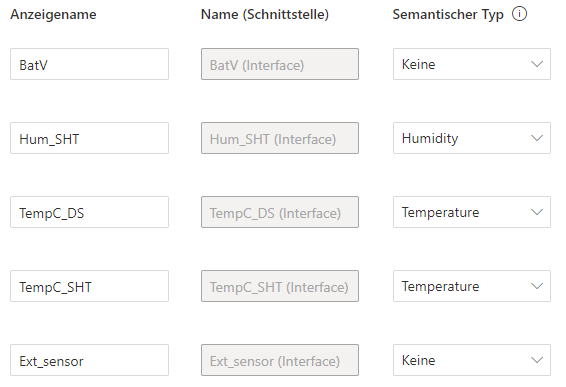 Anzeigename Name (Schnittstelle) Semantischer Typ
BatV BatV (Interface) Keine
Hum_SHT Hum_SHT (Interface) Humidity
TempC_DS TempC_DS (Interface) Temperature
TempC_SHT TempC_SHT (Interface) Temperature
Ext_sensor Ext_sensor (Interface) Keine